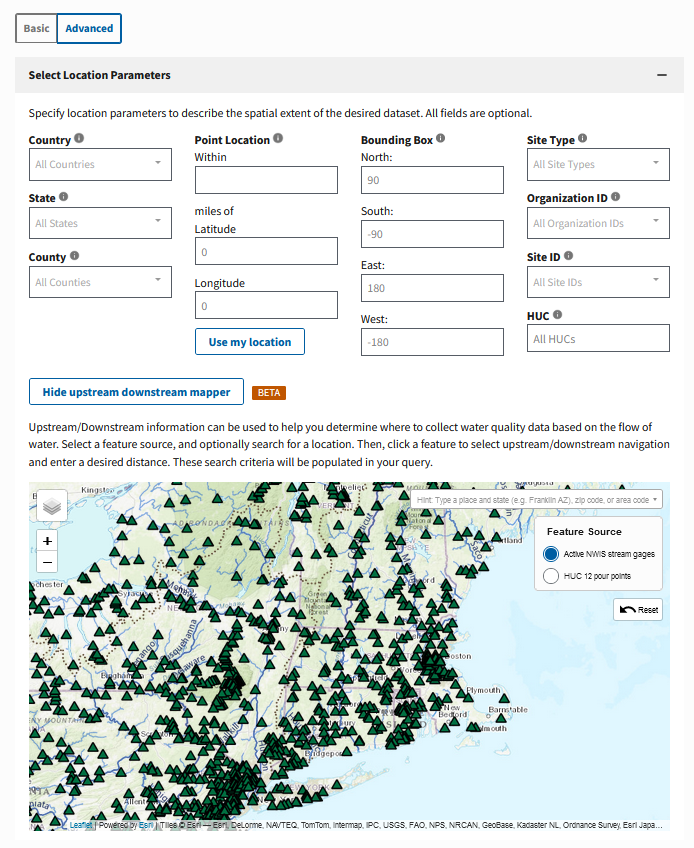 Basic
Advanced
Select Location Parameters
Specify location parameters to describe the spatial extent of the desired dataset. All fields are optional.
Country
All Countries
State
All States
County
All Counties
Point Location
Within
miles of
Latitude
0
Longitude
0
Use my location
Bounding Box
North:
90
South:
-90
East:
180
West:
-180
Site Type
All Site Types
Organization ID
All Organization IDs
Site ID
All Site IDs
HUC
All HUCs
Hide upstream downstream mapper
BETA
Upstream/Downstream information can be used to help you determine where to collect water quality data based on the flow of
water. Select a feature source, and optionally search for a location. Then, click a feature to select upstream/downstream navigation
and enter a desired distance. These search criteria will be populated in your query.
Hint: Type a place and state (e.g. Franklin AZ), zip code, or area code
+
−
Feature Source
Active NWIS stream gages
HUC 12 pour points
Reset
Plymouth
New
Bedford
Barnstable
Leaflet | Powered by Esri | Tiles © Esri — Esri, DeLorme, NAVTEQ, TomTom, Intermap, IPC, USGS, FAO, NPS, NRCAN, GeoBase, Kadaster NL, Ordnance Survey, Esri Japa...